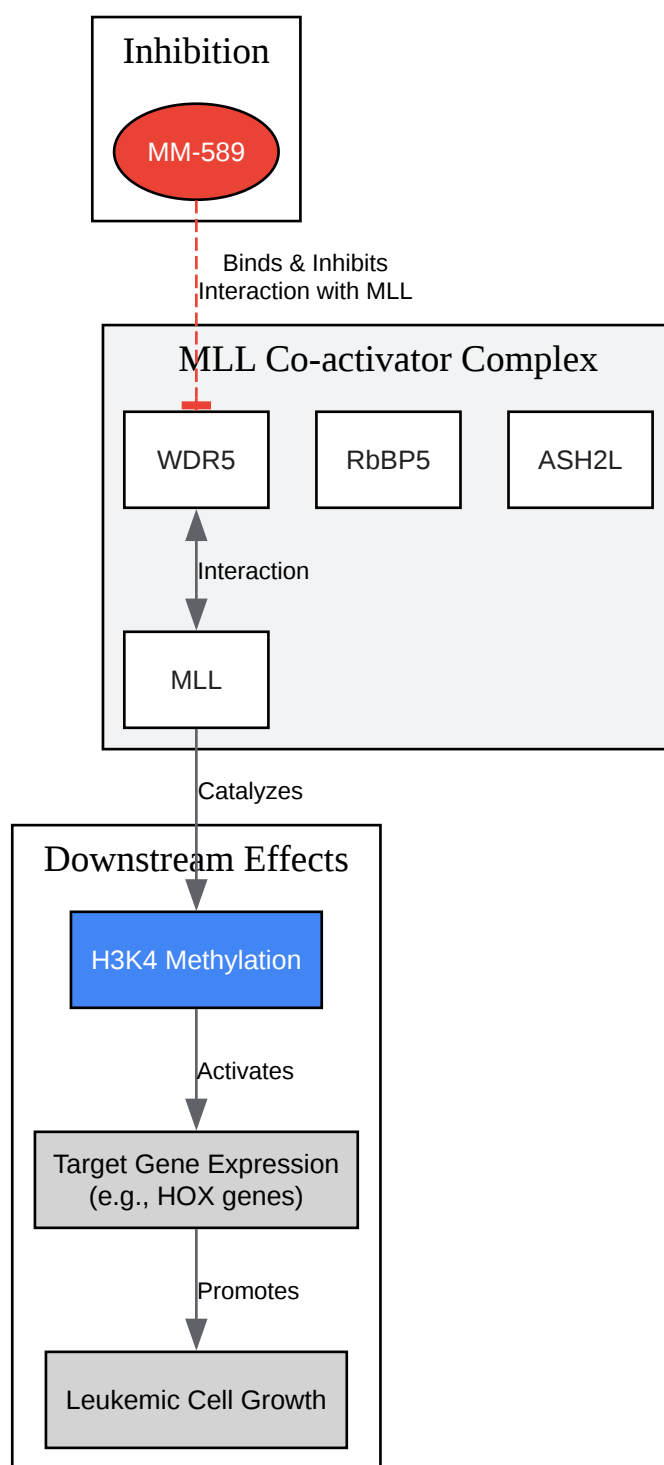 Inhibition
MM-589
Binds & Inhibits
Interaction with MLL
MLL Co-activator Complex
WDR5
RbBP5
ASH2L
Interaction
MLL
Catalyzes
Downstream Effects
H3K4 Methylation
Activates
Target Gene Expression
(e.g., HOX genes)
Promotes
Leukemic Cell Growth